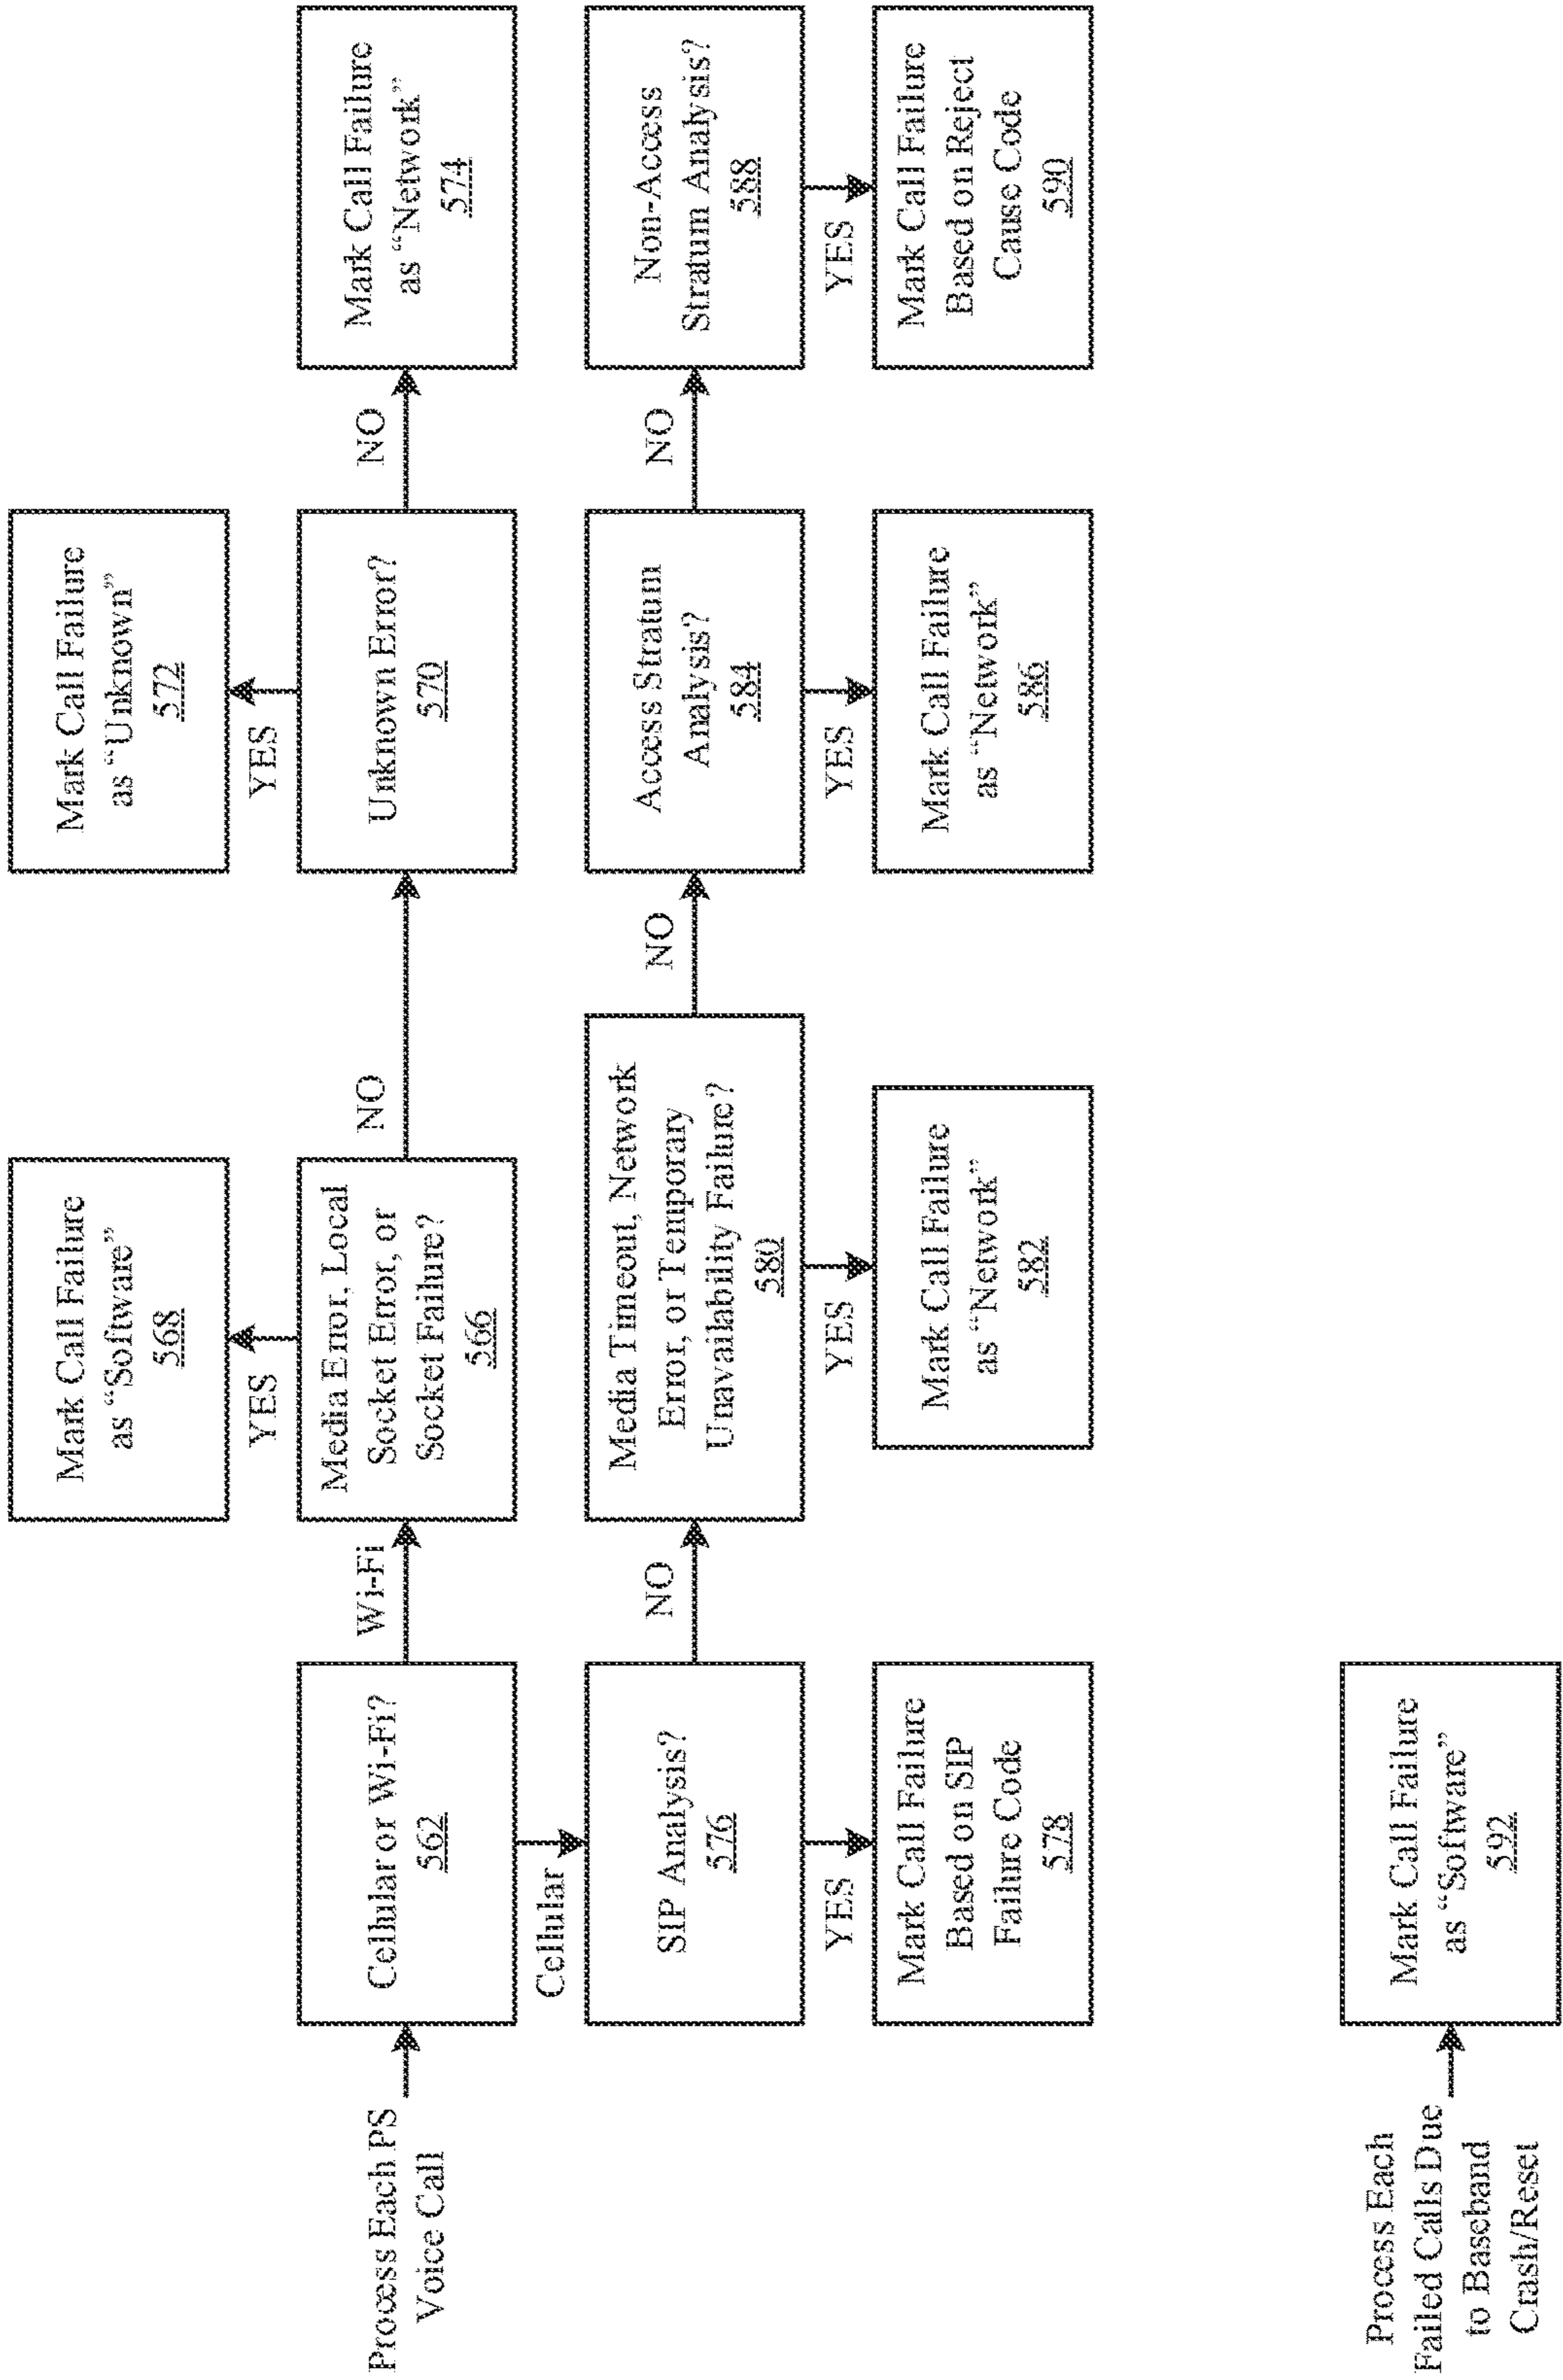 Process Each PS
Voice Call
Cellular or Wi-Fi?
562
Wi-Fi
Media Error, Local
Socket Error, or
Socket Failure?
566
YES
Mark Call Failure
as “Software”
568
NO
Unknown Error?
570
YES
Mark Call Failure
as “Unknown”
572
NO
Mark Call Failure
as “Network”
574
Cellular
SIP Analysis?
576
YES
Mark Call Failure
Based on SIP
Failure Code
578
NO
Media Timeout, Network
Error, or Temporary
Unavailability Failure?
580
YES
Mark Call Failure
as “Network”
582
NO
Access Stratum
Analysis?
584
YES
Mark Call Failure
as “Network”
586
NO
Non-Access
Stratum Analysis?
588
YES
Mark Call Failure
Based on Reject
Cause Code
590
Process Each
Failed Calls Due
to Baseband
Crash/Reset
Mark Call Failure
as “Software”
592